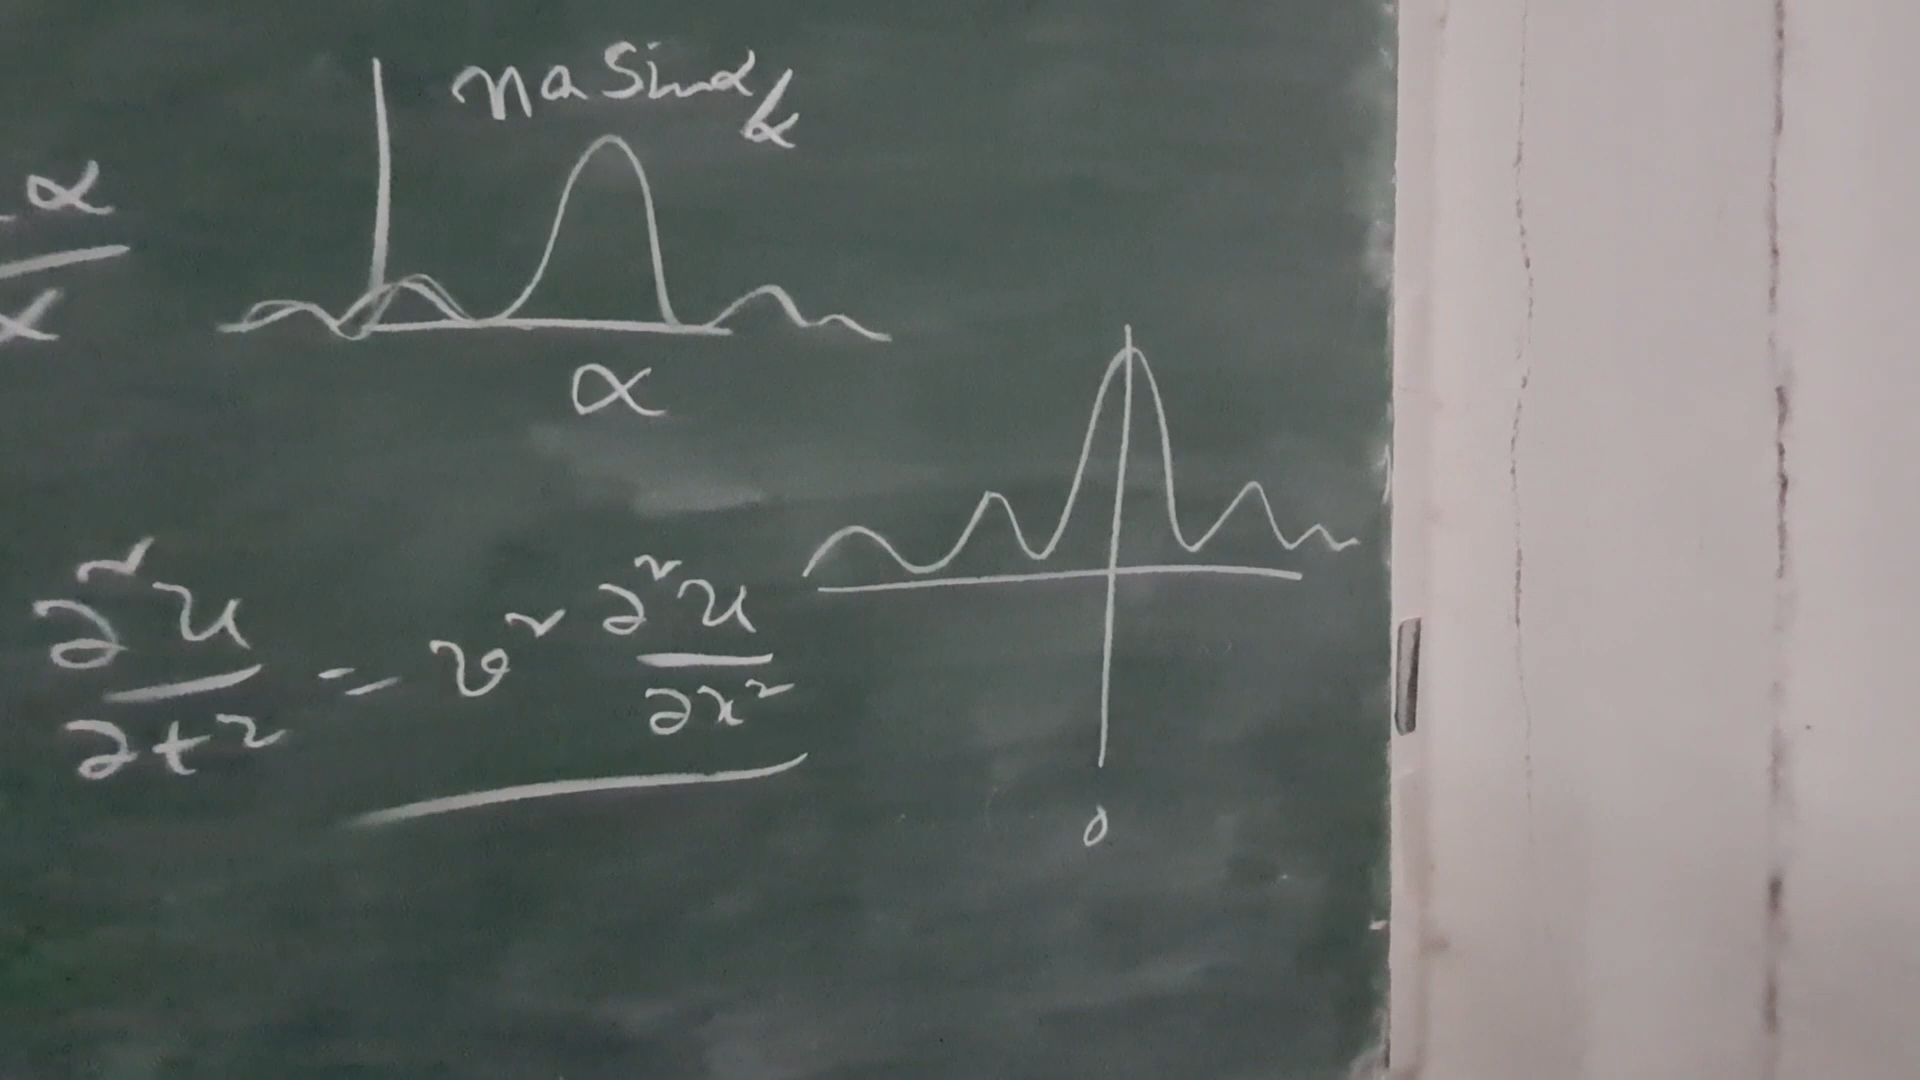 na Sinα/α
α
α
∂²u/∂t² = v² ∂²u/∂x²
0